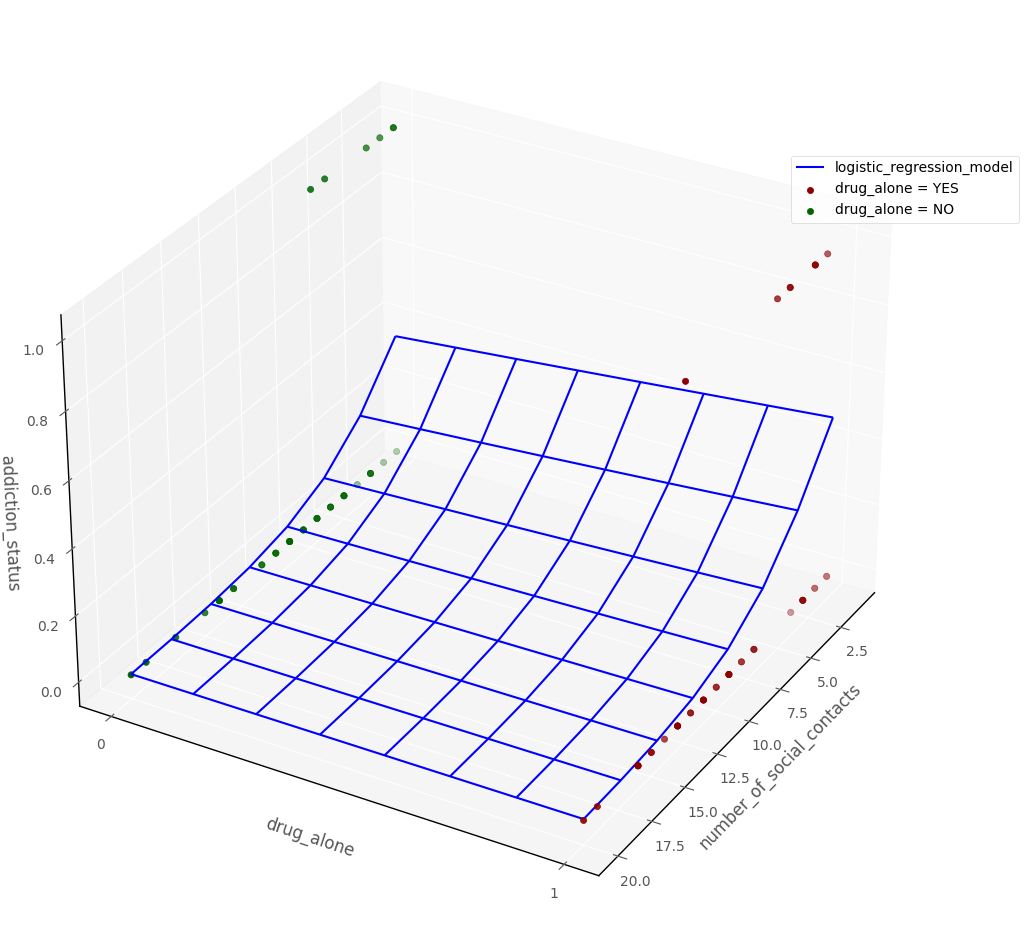 logistic_regression_model
drug_alone = YES
drug_alone = NO
1.0
0.8
0.6
0.4
0.2
0.0
addiction_status
0
1
drug_alone
2.5
5.0
7.5
10.0
12.5
15.0
17.5
20.0
number_of_social_contacts